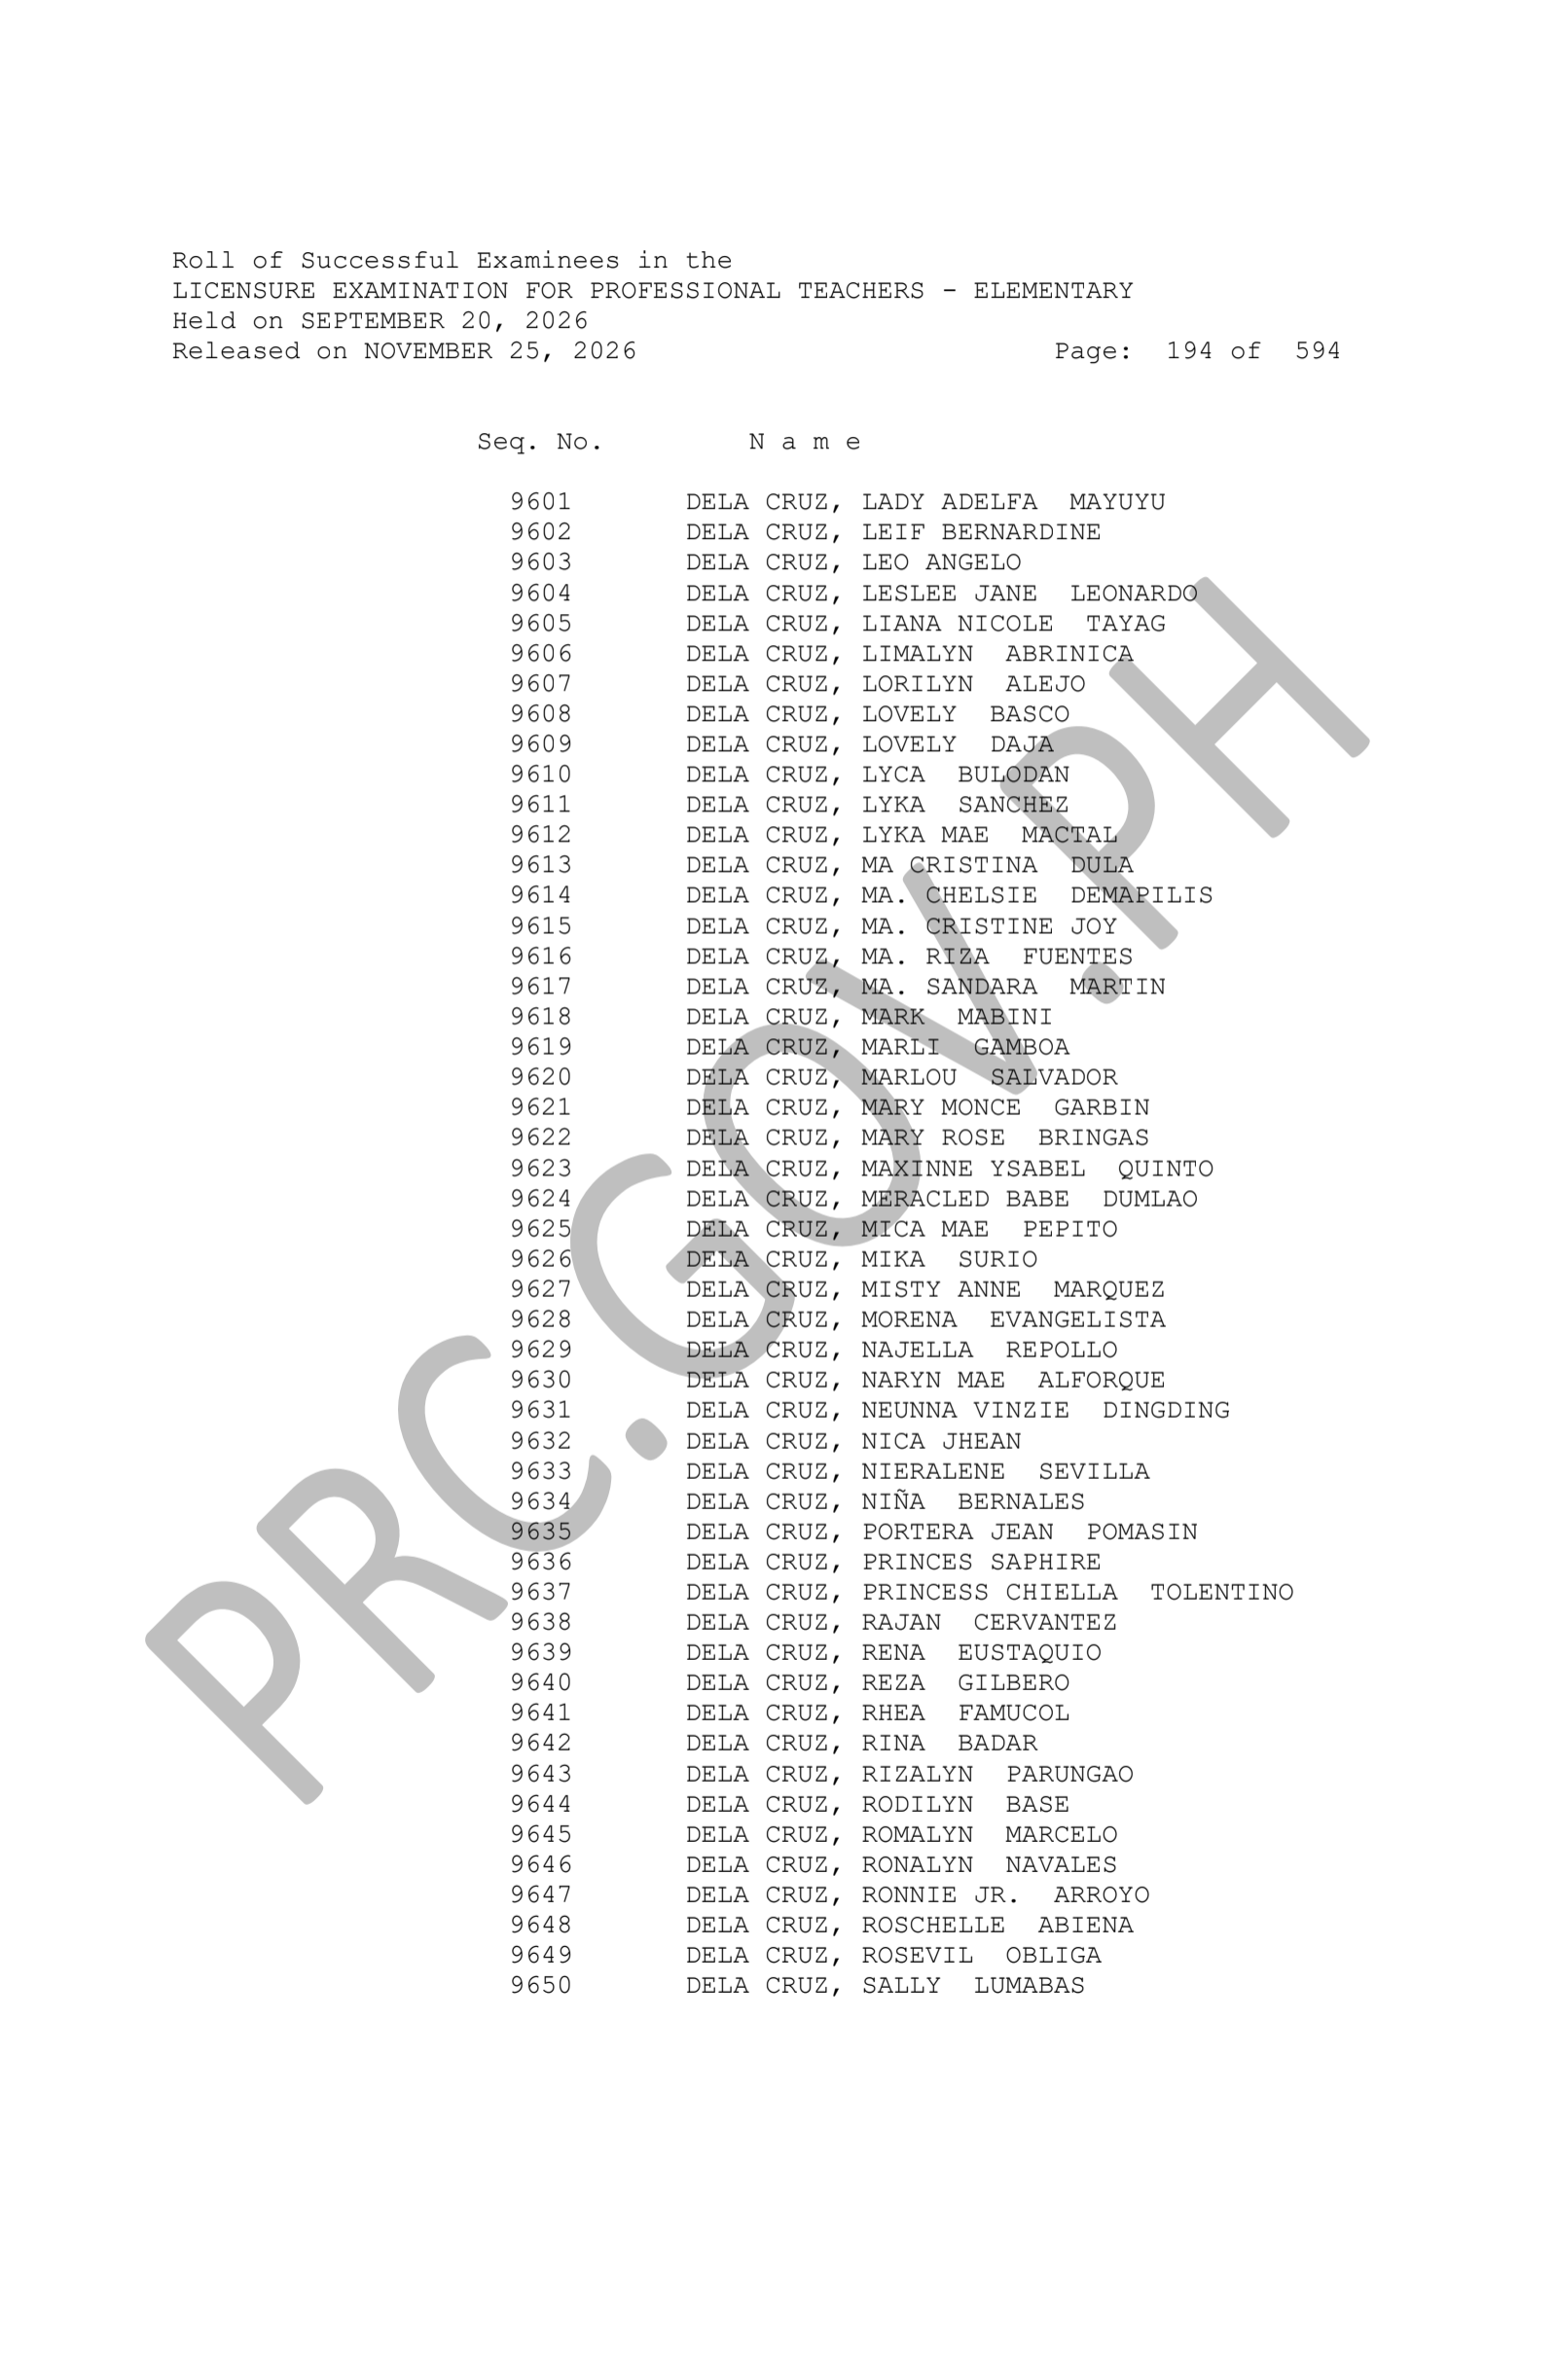 Roll of Successful Examinees in the
LICENSURE EXAMINATION FOR PROFESSIONAL TEACHERS - ELEMENTARY
Held on SEPTEMBER 20, 2026
Released on NOVEMBER 25, 2026 Page: 194 of 594
Seq. No. N a m e
9601 DELA CRUZ, LADY ADELFA MAYUYU
9602 DELA CRUZ, LEIF BERNARDINE
9603 DELA CRUZ, LEO ANGELO
9604 DELA CRUZ, LESLEE JANE LEONARDO
9605 DELA CRUZ, LIANA NICOLE TAYAG
9606 DELA CRUZ, LIMALYN ABRINICA
9607 DELA CRUZ, LORILYN ALEJO
9608 DELA CRUZ, LOVELY BASCO
9609 DELA CRUZ, LOVELY DAJA
9610 DELA CRUZ, LYCA BULODAN
9611 DELA CRUZ, LYKA SANCHEZ
9612 DELA CRUZ, LYKA MAE MACTAL
9613 DELA CRUZ, MA CRISTINA DULA
9614 DELA CRUZ, MA. CHELSIE DEMAPILIS
9615 DELA CRUZ, MA. CRISTINE JOY
9616 DELA CRUZ, MA. RIZA FUENTES
9617 DELA CRUZ, MA. SANDARA MARTIN
9618 DELA CRUZ, MARK MABINI
9619 DELA CRUZ, MARLI GAMBOA
9620 DELA CRUZ, MARLOU SALVADOR
9621 DELA CRUZ, MARY MONCE GARBIN
9622 DELA CRUZ, MARY ROSE BRINGAS
9623 DELA CRUZ, MAXINNE YSABEL QUINTO
9624 DELA CRUZ, MERACLED BABE DUMLAO
9625 DELA CRUZ, MICA MAE PEPITO
9626 DELA CRUZ, MIKA SURIO
9627 DELA CRUZ, MISTY ANNE MARQUEZ
9628 DELA CRUZ, MORENA EVANGELISTA
9629 DELA CRUZ, NAJELLA REPOLLO
9630 DELA CRUZ, NARYN MAE ALFORQUE
9631 DELA CRUZ, NEUNNA VINZIE DINGDING
9632 DELA CRUZ, NICA JHEAN
9633 DELA CRUZ, NIERALENE SEVILLA
9634 DELA CRUZ, NIÑA BERNALES
9635 DELA CRUZ, PORTERA JEAN POMASIN
9636 DELA CRUZ, PRINCES SAPHIRE
9637 DELA CRUZ, PRINCESS CHIELLA TOLENTINO
9638 DELA CRUZ, RAJAN CERVANTEZ
9639 DELA CRUZ, RENA EUSTAQUIO
9640 DELA CRUZ, REZA GILBERO
9641 DELA CRUZ, RHEA FAMUCOL
9642 DELA CRUZ, RINA BADAR
9643 DELA CRUZ, RIZALYN PARUNGAO
9644 DELA CRUZ, RODILYN BASE
9645 DELA CRUZ, ROMALYN MARCELO
9646 DELA CRUZ, RONALYN NAVALES
9647 DELA CRUZ, RONNIE JR. ARROYO
9648 DELA CRUZ, ROSCHELLE ABIENA
9649 DELA CRUZ, ROSEVIL OBLIGA
9650 DELA CRUZ, SALLY LUMABAS
PRC.GOV.PH